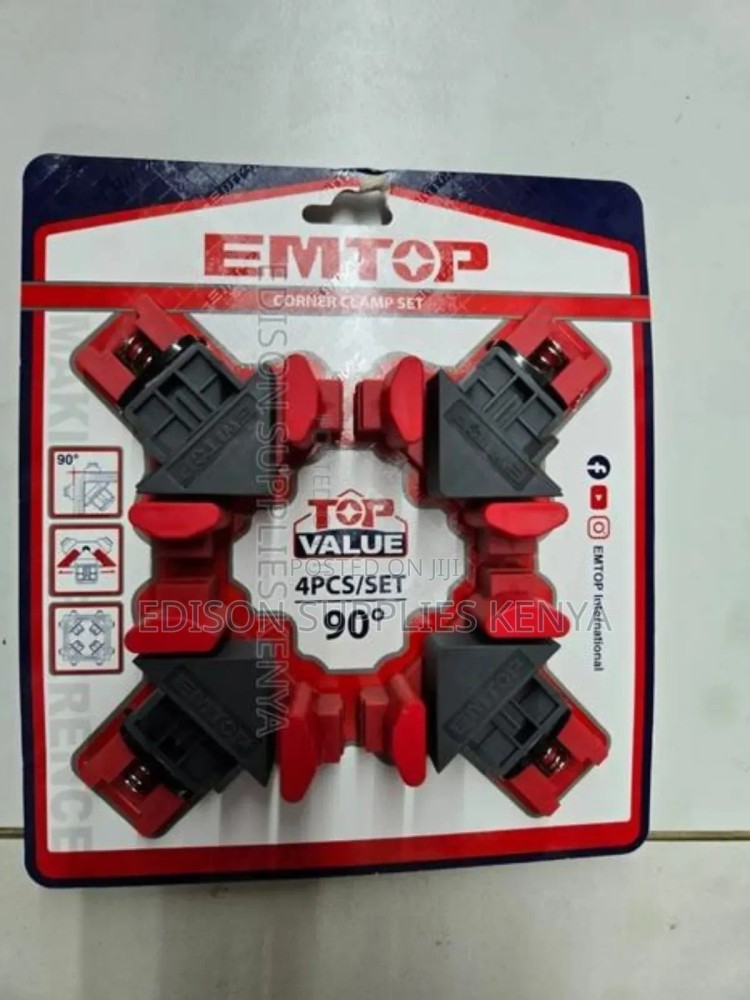 EMTOP
CORNER CLAMP SET
90°
TOP
VALUE
4PCS/SET
90°
EMTOP International
EMTOP
EMTOP
EMTOP
EMTOP
RENCE
EDISON SUPPLIES KENYA
POSTED ON JIJI
EDISON SUPPLIES KENYA